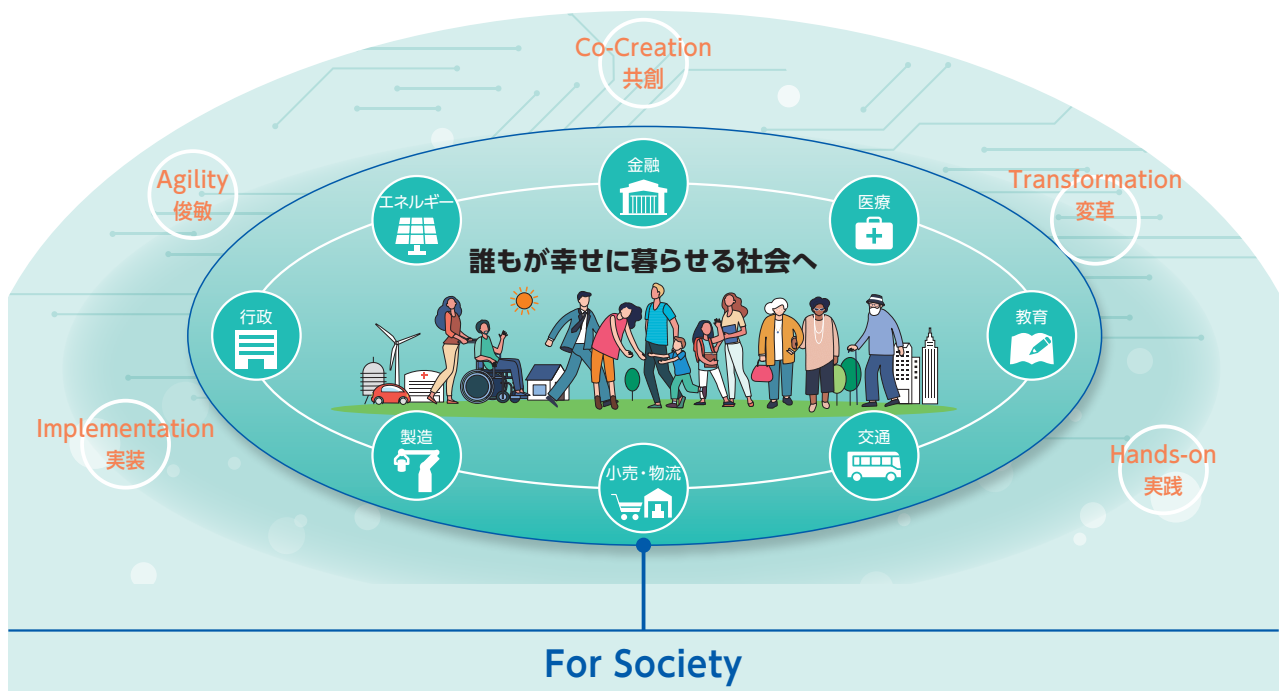 Co-Creation
共創
Agility
俊敏
Transformation
変革
金融
エネルギー
医療
誰もが幸せに暮らせる社会へ
行政
教育
Implementation
実装
製造
交通
Hands-on
実践
小売・物流
For Society